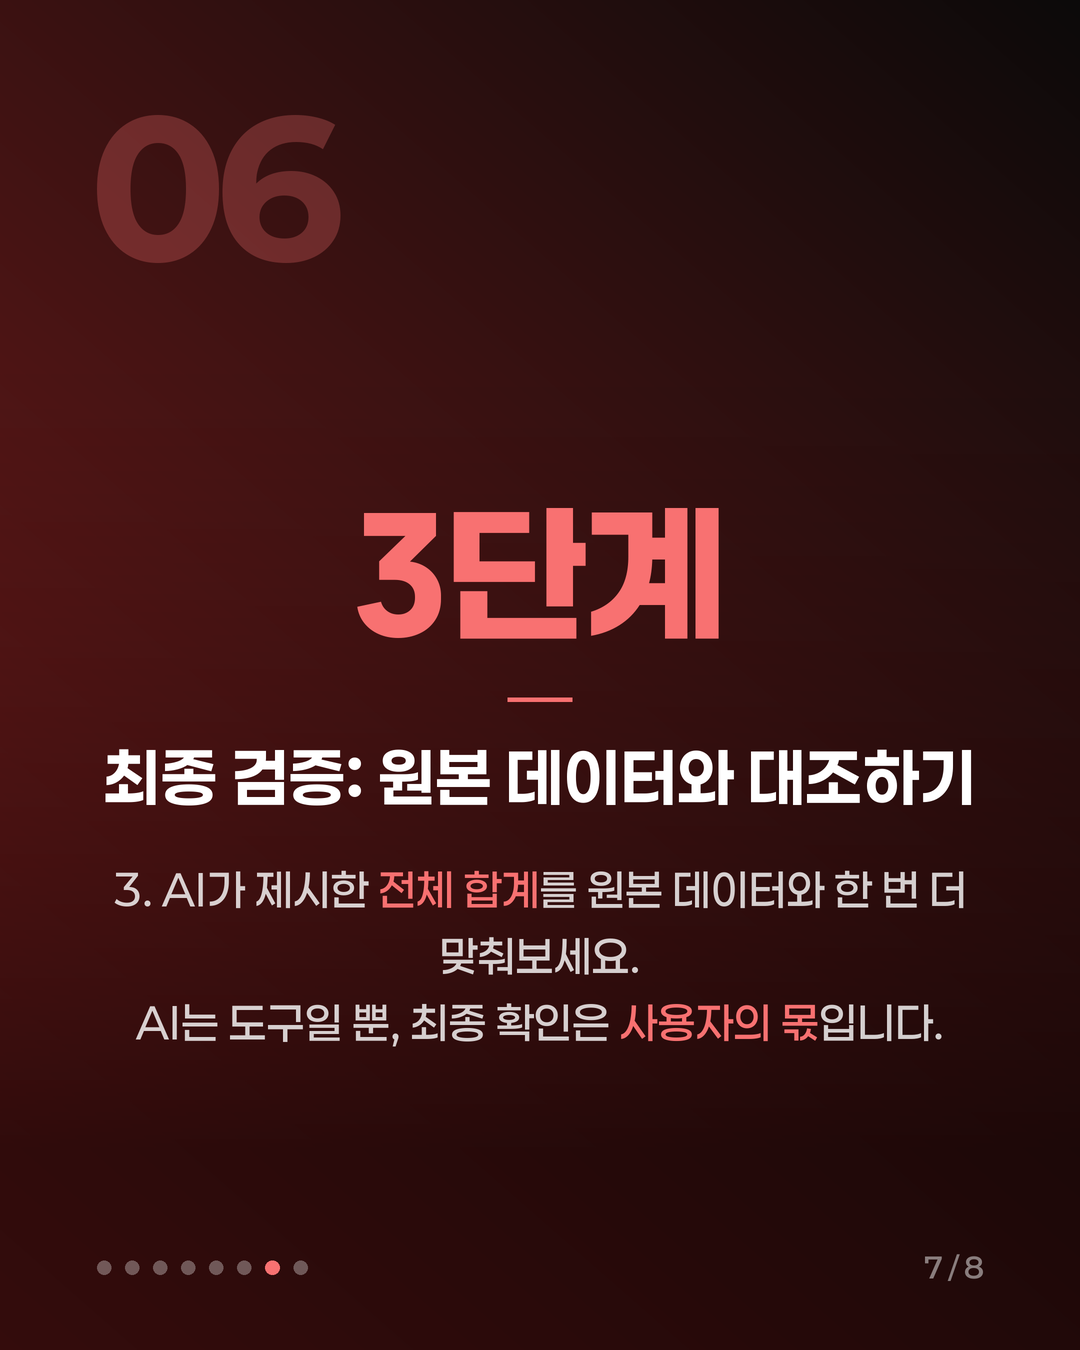 06
3단계
최종 검증: 원본 데이터와 대조하기
3. AI가 제시한 전체 합계를 원본 데이터와 한 번 더
맞춰보세요.
AI는 도구일 뿐, 최종 확인은 사용자의 몫입니다.
7/8